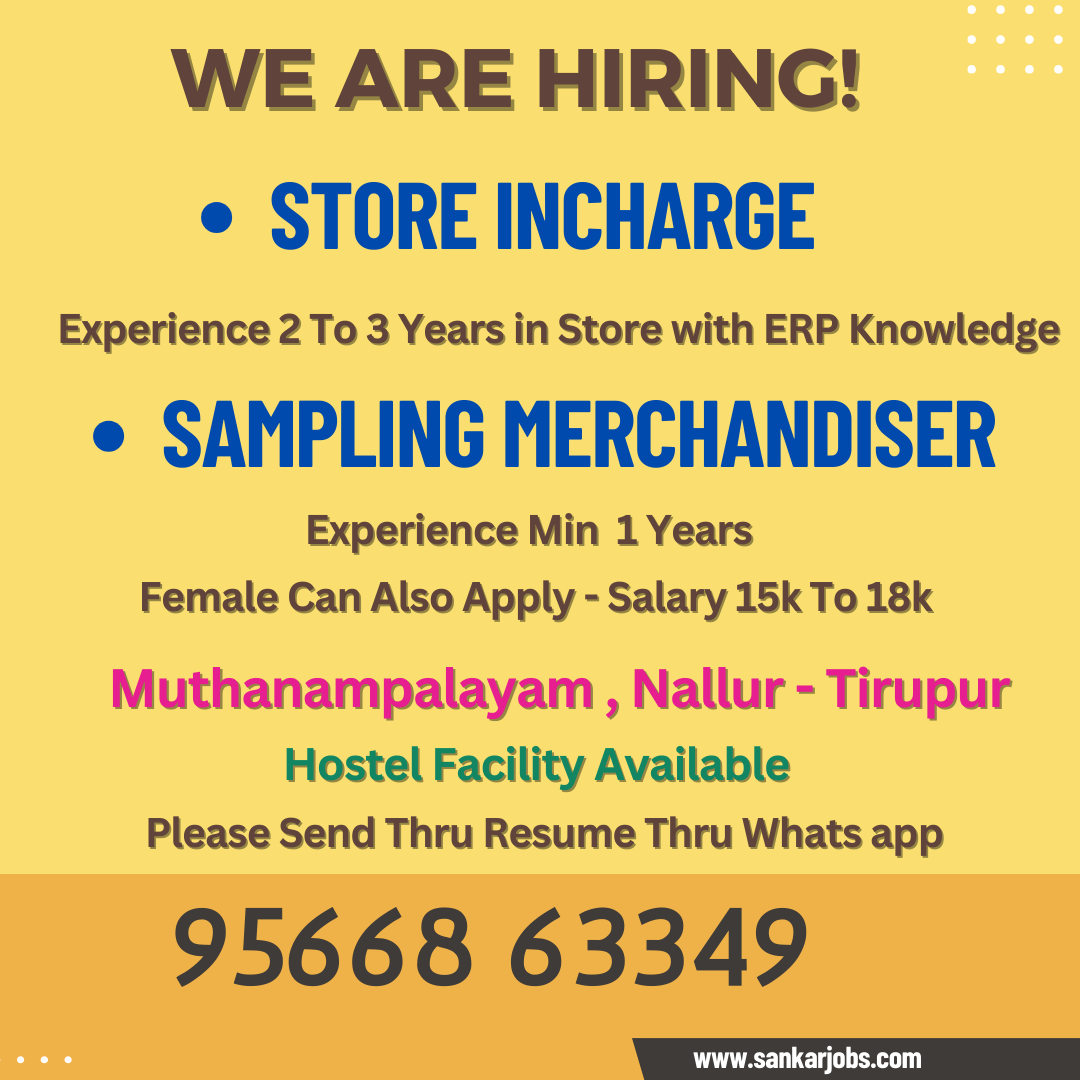 WE ARE HIRING!
• STORE INCHARGE
Experience 2 To 3 Years in Store with ERP Knowledge
• SAMPLING MERCHANDISER
Experience Min 1 Years
Female Can Also Apply - Salary 15k To 18k
Muthanampalayam , Nallur - Tirupur
Hostel Facility Available
Please Send Thru Resume Thru Whats app
95668 63349
www.sankarjobs.com